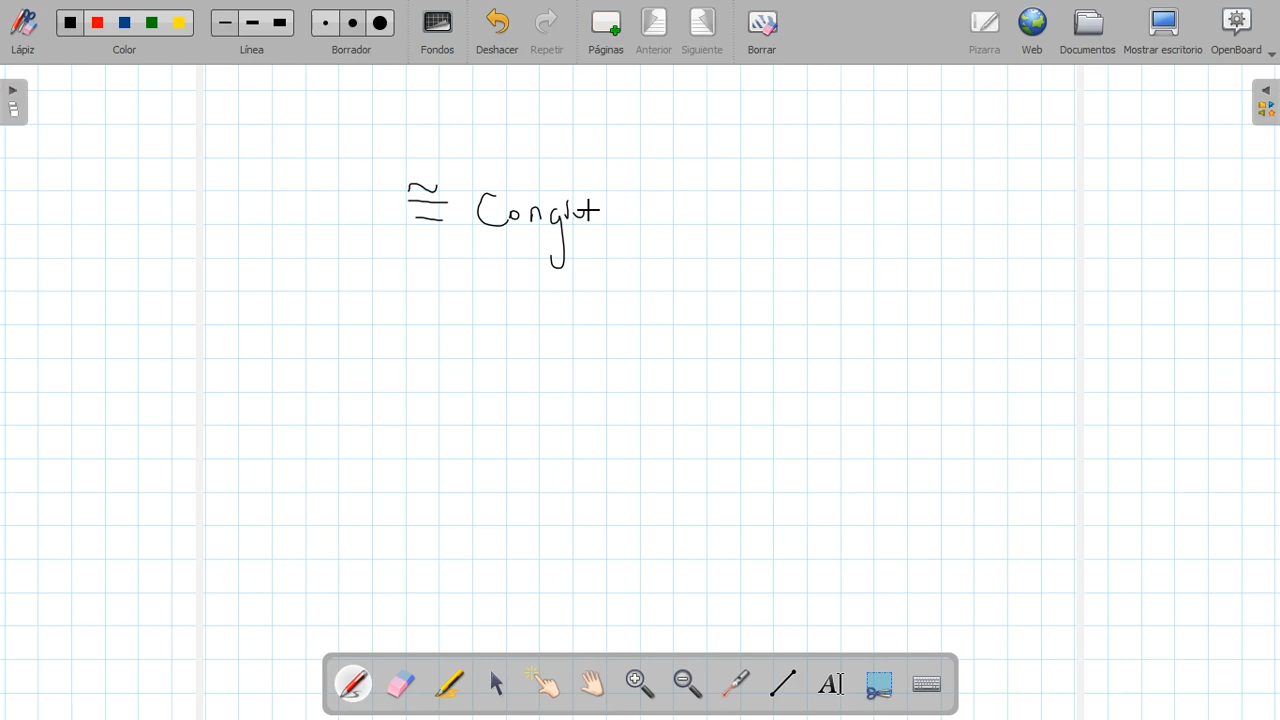 Lápiz Color Línea Borrador Fondos Deshacer Repetir Páginas Anterior Siguiente Borrar Pizarra Web Documentos Mostrar escritorio OpenBoard
≅